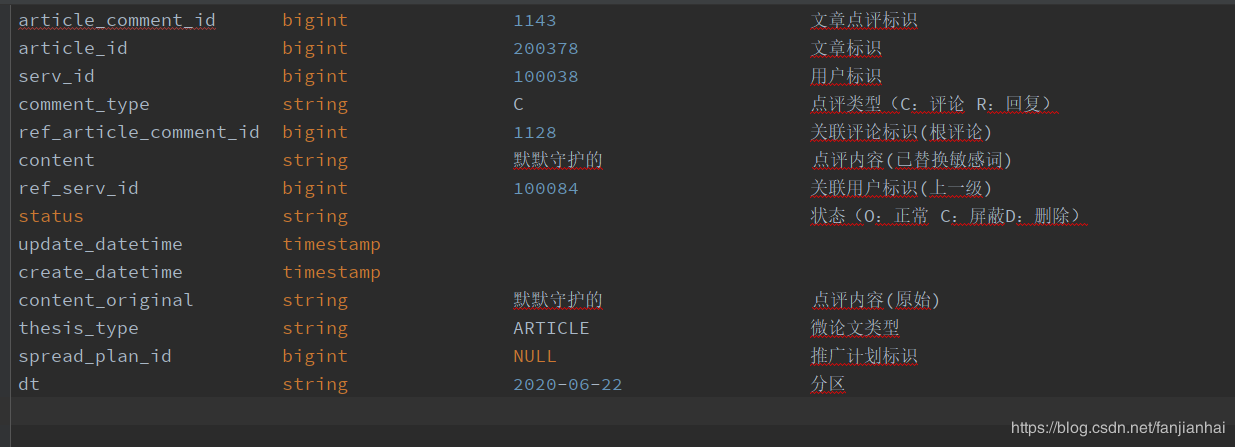 article_comment_id bigint 1143 文章点评标识
article_id bigint 200378 文章标识
serv_id bigint 100038 用户标识
comment_type string C 点评类型（C：评论 R：回复）
ref_article_comment_id bigint 1128 关联评论标识(根评论)
content string 默默守护的 点评内容(已替换敏感词)
ref_serv_id bigint 100084 关联用户标识(上一级)
status string 状态（O：正常 C：屏蔽D：删除）
update_datetime timestamp
create_datetime timestamp
content_original string 默默守护的 点评内容(原始)
thesis_type string ARTICLE 微论文类型
spread_plan_id bigint NULL 推广计划标识
dt string 2020-06-22 分区
https://blog.csdn.net/fanjianhai